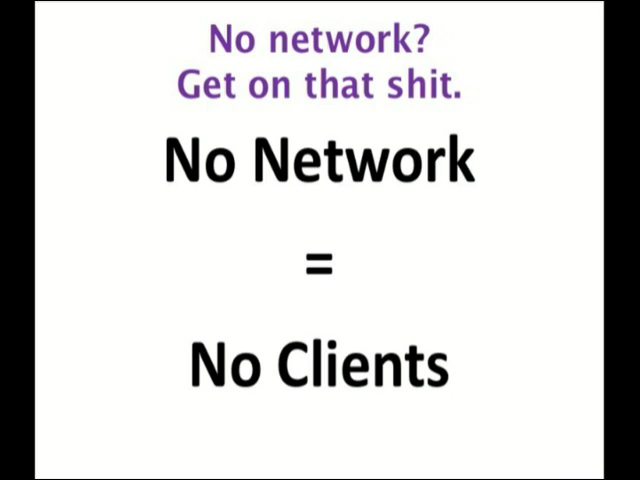 No network?
Get on that shit.
No Network
=
No Clients